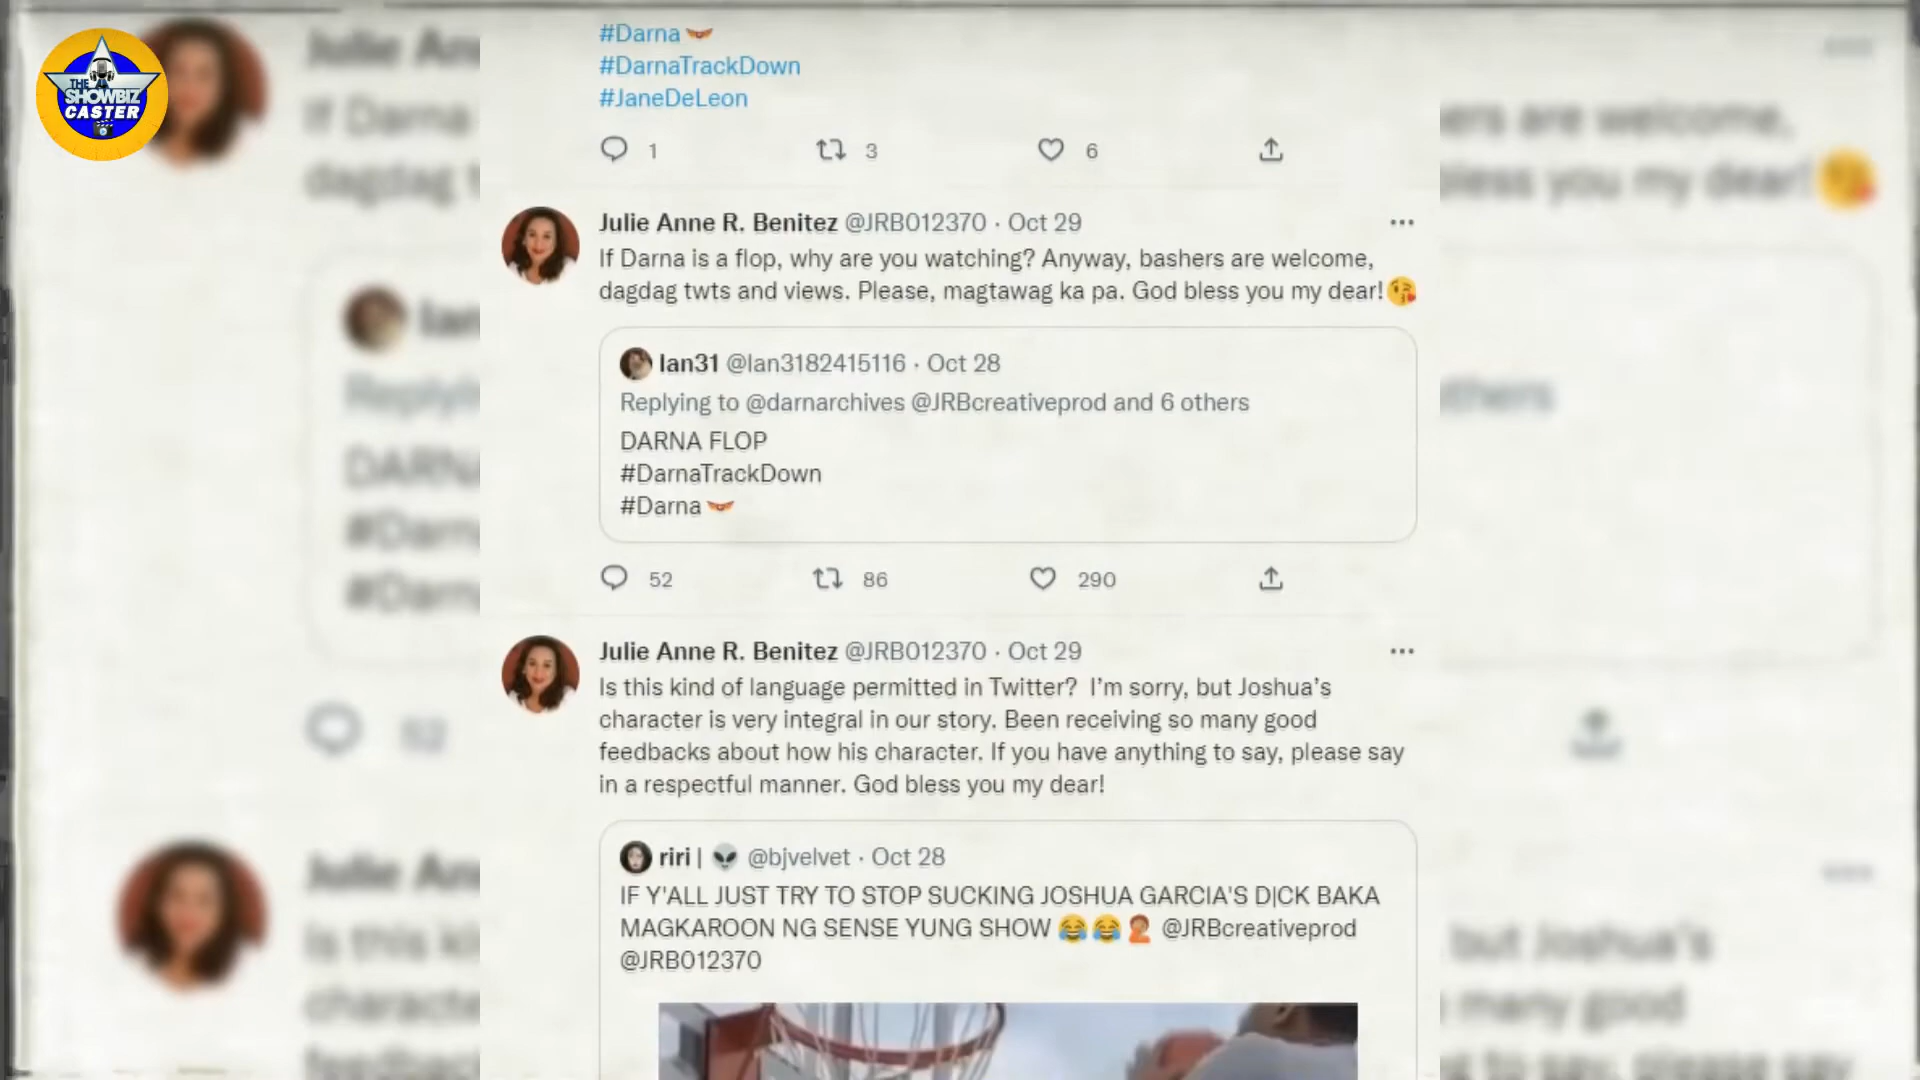 THE
SHOWBIZ
CASTER
#Darna
#DarnaTrackDown
#JaneDeLeon
1 3 6
Julie Anne R. Benitez @JRB012370 · Oct 29
If Darna is a flop, why are you watching? Anyway, bashers are welcome,
dagdag twts and views. Please, magtawag ka pa. God bless you my dear!😘
Ian31 @Ian3182415116 · Oct 28
Replying to @darnarchives @JRBcreativeprod and 6 others
DARNA FLOP
#DarnaTrackDown
#Darna
52 86 290
Julie Anne R. Benitez @JRB012370 · Oct 29
Is this kind of language permitted in Twitter? I'm sorry, but Joshua's
character is very integral in our story. Been receiving so many good
feedbacks about how his character. If you have anything to say, please say
in a respectful manner. God bless you my dear!
riri | 👽 @bjvelvet · Oct 28
IF Y'ALL JUST TRY TO STOP SUCKING JOSHUA GARCIA'S D|CK BAKA
MAGKAROON NG SENSE YUNG SHOW 😂😂🤦 @JRBcreativeprod
@JRB012370